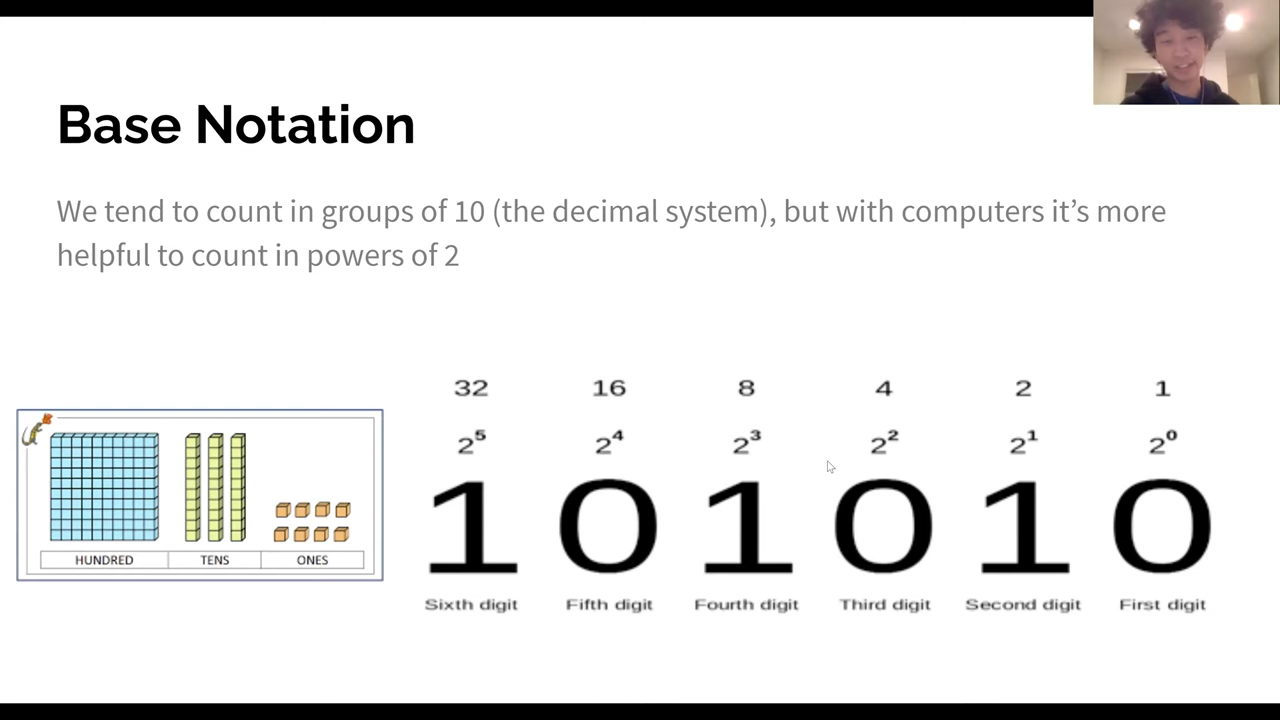 Base Notation
We tend to count in groups of 10 (the decimal system), but with computers it’s more
helpful to count in powers of 2
32 16 8 4 2 1
2⁵ 2⁴ 2³ 2² 2¹ 2⁰
1 0 1 0 1 0
HUNDRED TENS ONES
Sixth digit Fifth digit Fourth digit Third digit Second digit First digit